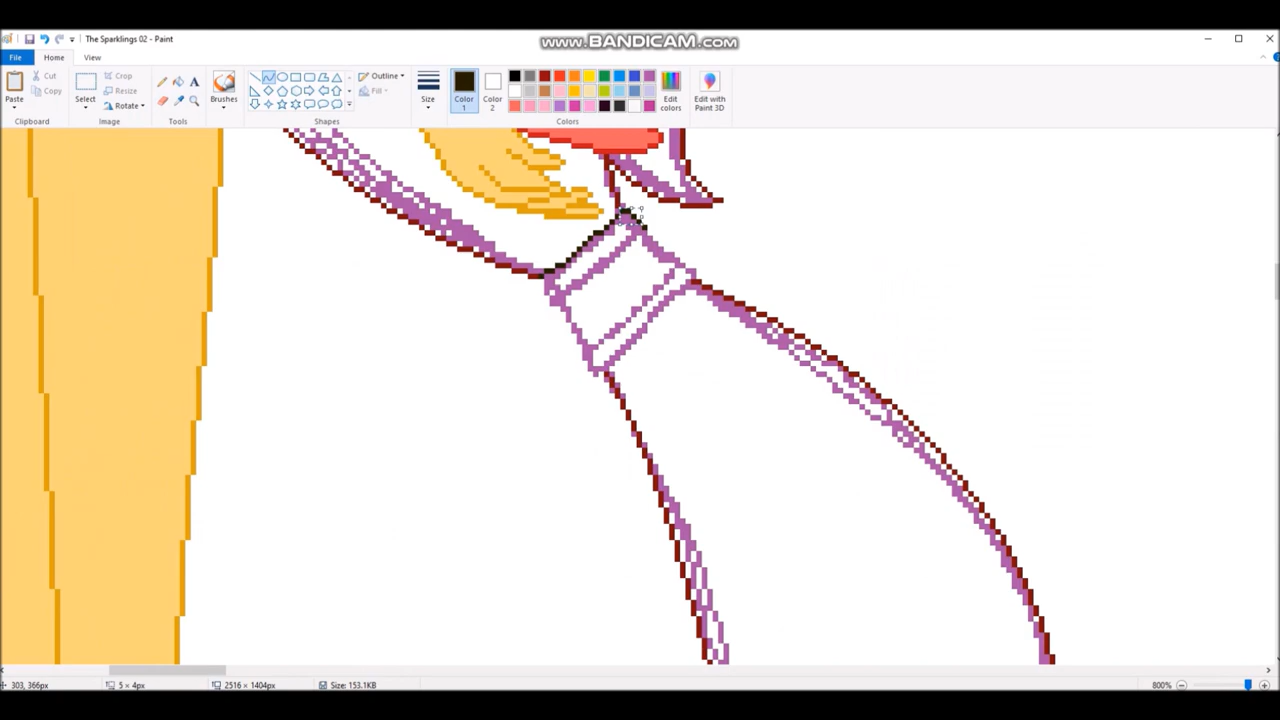 The Sparklings 02 - Paint
www.BANDICAM.com
File
Home
View
Paste
Cut
Copy
Clipboard
Select
Crop
Resize
Rotate
Image
A
Tools
Brushes
Shapes
Outline
Fill
Size
Color 1
Color 2
Colors
Edit colors
Edit with Paint 3D
303, 366px
5 × 4px
2516 × 1404px
Size: 153.1KB
800%